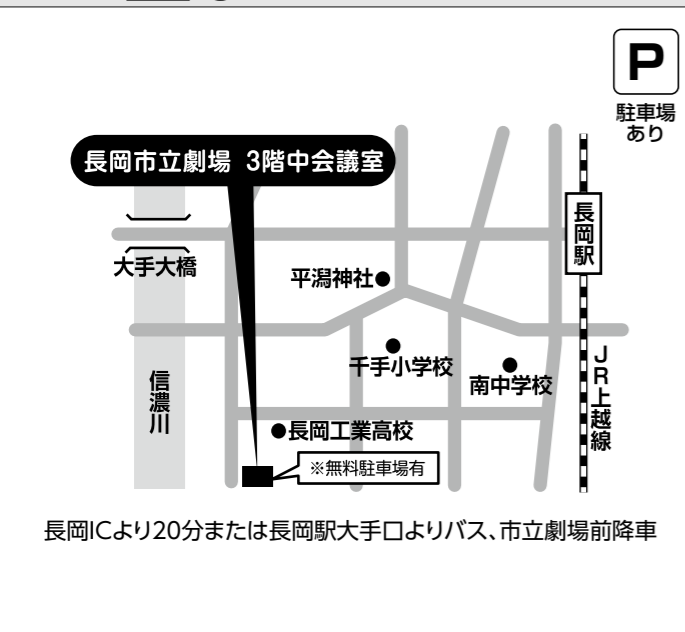 P
駐車場
あり
長岡市立劇場 3階中会議室
長岡駅
大手大橋
平潟神社●
千手小学校
南中学校
JR上越線
信濃川
●長岡工業高校
※無料駐車場有
長岡ICより20分または長岡駅大手口よりバス、市立劇場前降車